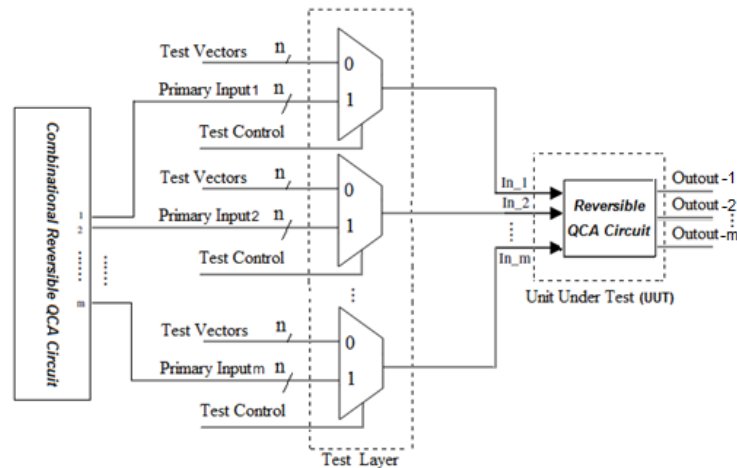 Combinational Reversible QCA Circuit
1
2
......
......
m
Test Vectors n
0
Primary Input1 n
1
Test Control
Test Vectors n
0
Primary Input2 n
1
Test Control
...
Test Vectors n
0
Primary Inputm n
1
Test Control
Test Layer
In_1
In_2
......
In_m
Reversible
QCA Circuit
Outout-1
Outout-2
...
Outout-m
Unit Under Test (UUT)